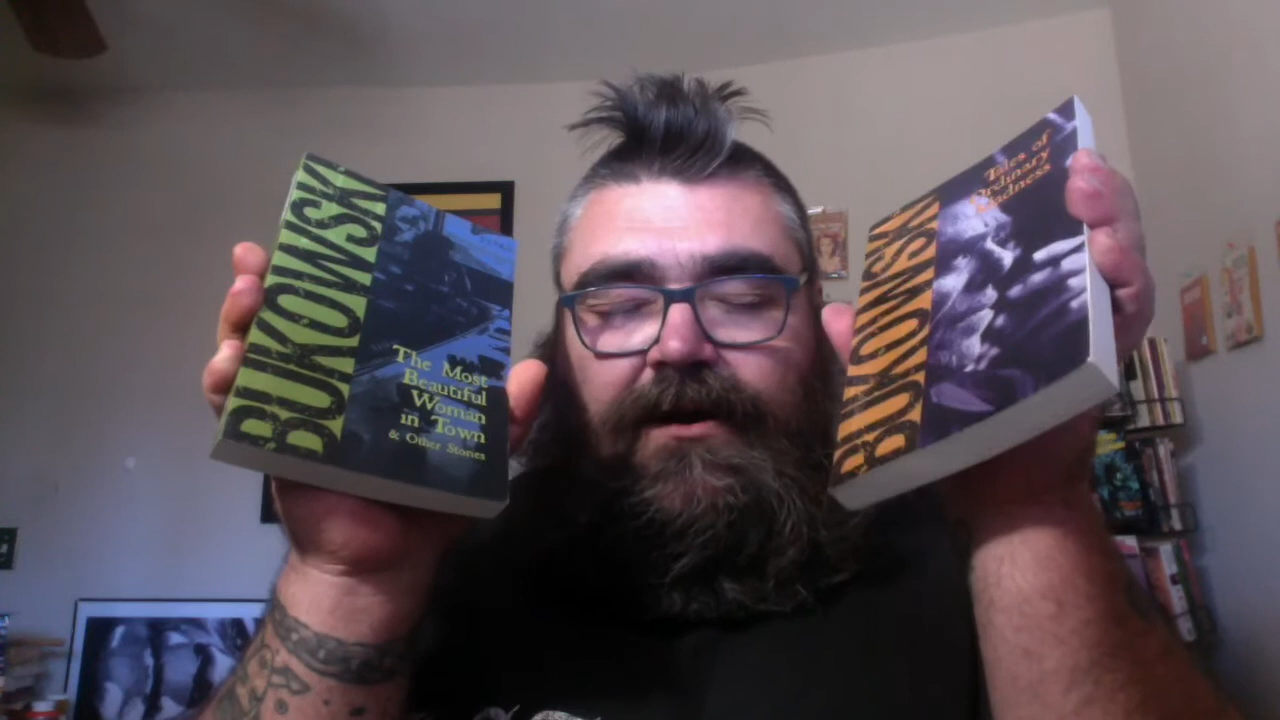 BUKOWSKI
The Most
Beautiful
Woman
in Town
& Other Stories
BUKOWSKI
Tales of
Ordinary
Madness